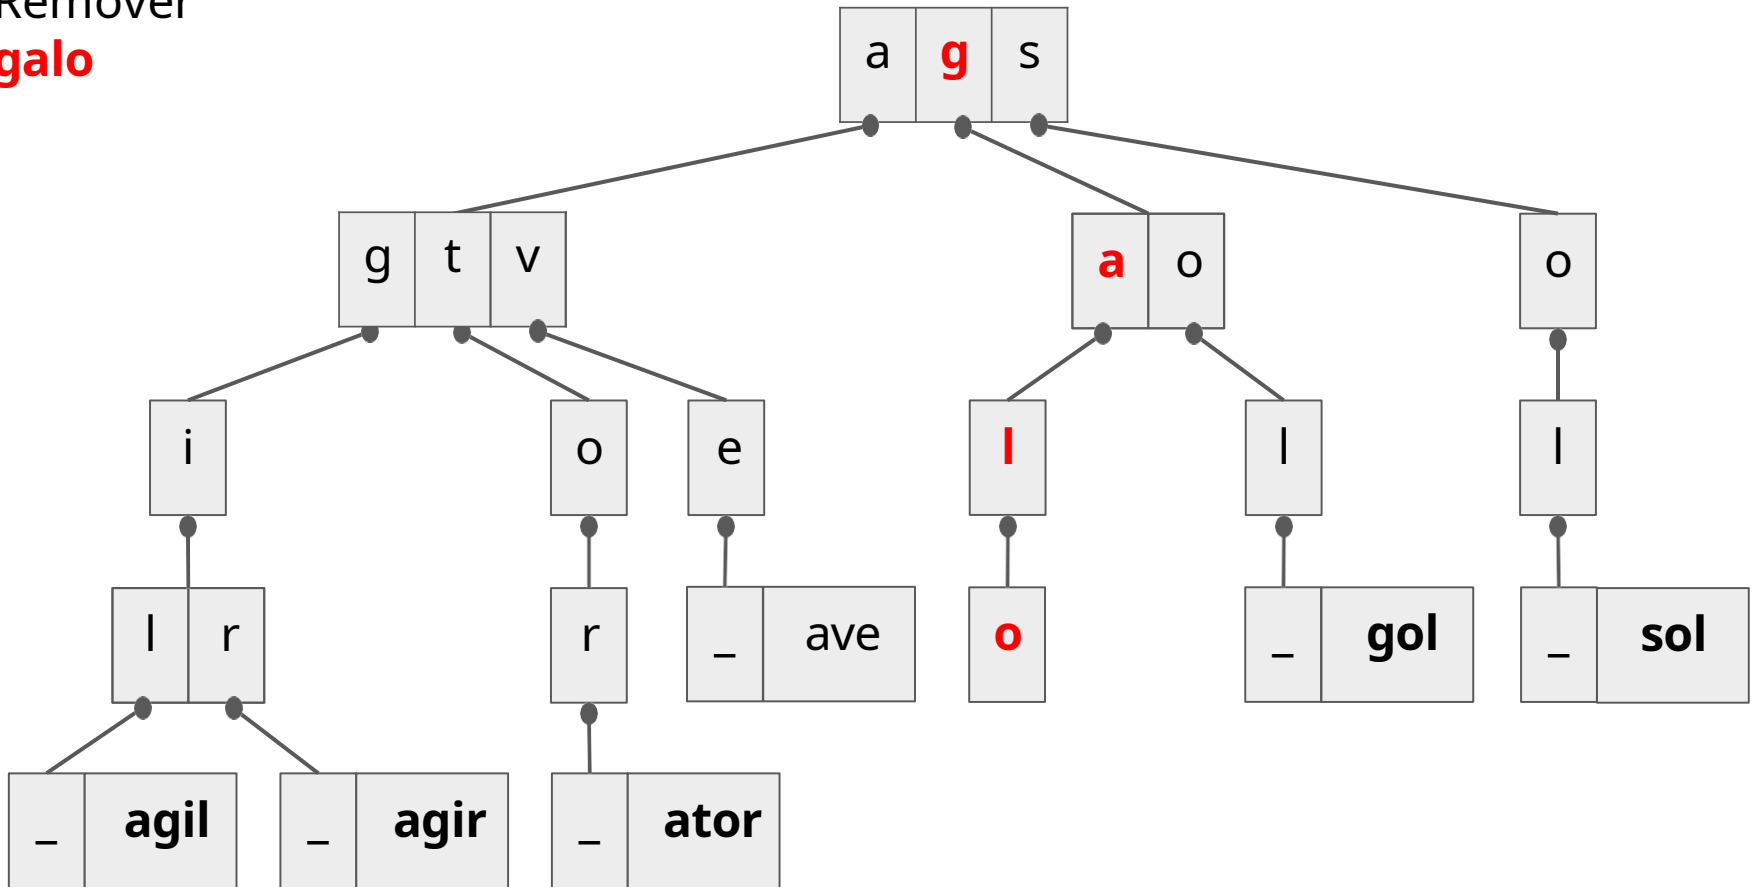 Remover
galo
a g s
g t v
a o
o
i
o
e
l
l
l
l r
r
_ ave
o
_ gol
_ sol
_ agil
_ agir
_ ator